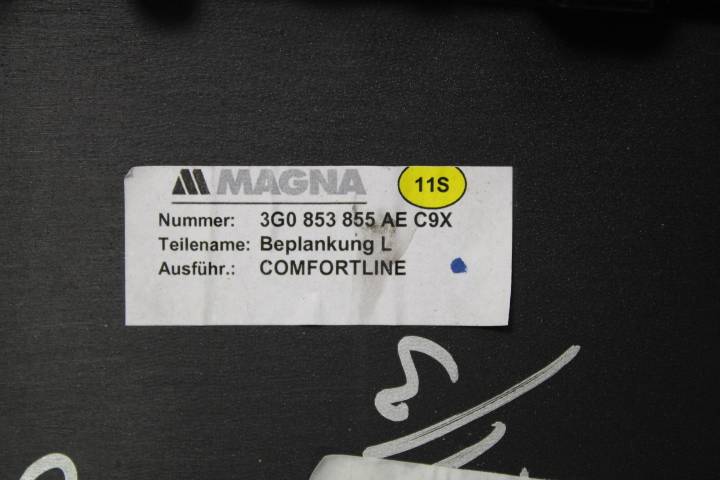 MAGNA 11S
Nummer: 3G0 853 855 AE C9X
Teilename: Beplankung L
Ausführ.: COMFORTLINE